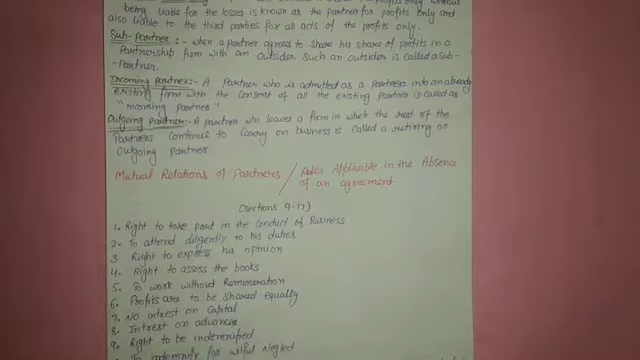 profits only without
being liable for the losses is known as the partner for profits only and
also liable to the third parties for all acts of the profits only.
Sub-Partner :- when a partner agrees to share his share of profits in a
Partnership firm with an outsider. Such an outsider is called a Sub-
-Partner.
Incoming partner:- A Partner who is admitted as a partners into an already
existing firm with the consent of all the existing Partner is called as
"incoming Partner."
Outgoing partner:- A partner who leaves a firm in which the rest of the
Partners continue to carry on business is called a retiring or
Outgoing Partner
Mutual Relations of Partners / Rules Applicable in the Absence
of an agreement
(sections 9-17)
1. Right to take part in the Conduct of Business
2. To attend diligently to his duties
3. Right to express his opinion
4. Right to assess the books
5. To work without Remuneration
6. Profits are to be shared equally
7. No intrest on Capital
8. Intrest on advances
9. Right to be indemnified
To indemnify for wilful Neglect